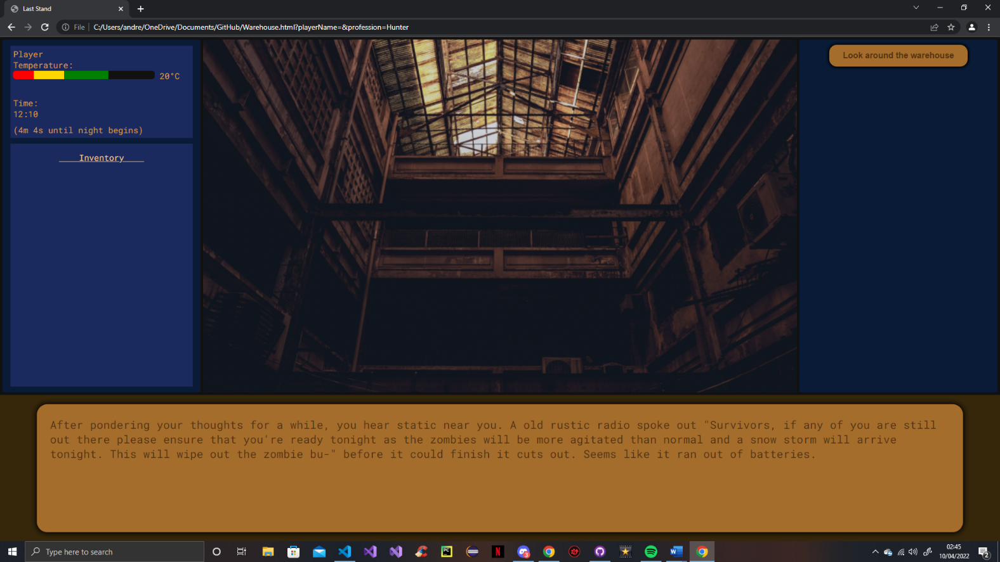 Last Stand
File
C:/Users/andre/OneDrive/Documents/GitHub/Warehouse.html?playerName=&profession=Hunter
Player
Temperature:
20°C
Time:
12:10
(4m 4s until night begins)
Inventory
Look around the warehouse
After pondering your thoughts for a while, you hear static near you. A old rustic radio spoke out "Survivors, if any of you are still
out there please ensure that you're ready tonight as the zombies will be more agitated than normal and a snow storm will arrive
tonight. This will wipe out the zombie bu-" before it could finish it cuts out. Seems like it ran out of batteries.
Type here to search
PC
N
3
W
02:45
10/04/2022
2